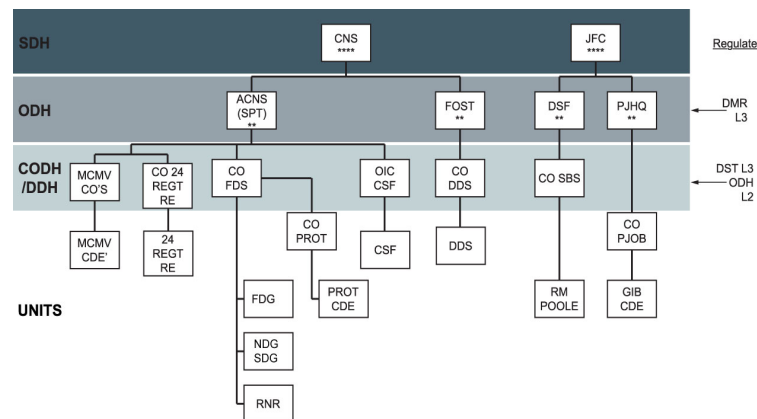 SDH
CNS
****
JFC
****
Regulate
ODH
ACNS
(SPT)
**
FOST
**
DSF
**
PJHQ
**
DMR
L3
CODH
/DDH
MCMV
CO'S
CO 24
REGT
RE
CO
FDS
OIC
CSF
CO
DDS
CO SBS
DST L3
ODH
L2
MCMV
CDE'
24
REGT
RE
CO
PROT
CSF
DDS
CO
PJOB
UNITS
FDG
PROT
CDE
RM
POOLE
GIB
CDE
NDG
SDG
RNR